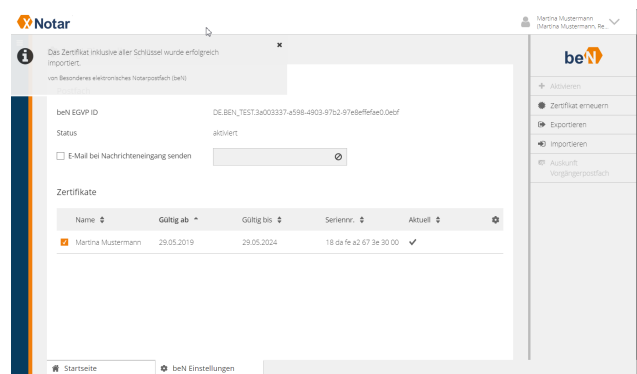 XNotar
Martina Mustermann
(Martina Mustermann, Re...
Das Zertifikat inklusive aller Schlüssel wurde erfolgreich
importiert.
von Besonderes elektronisches Notarpostfach (beN)
beN
Aktivieren
Zertifikat erneuern
Exportieren
Importieren
Auskunft
Vorgängerpostfach
beN EGVP ID DE.BEN_TEST.3a003337-a598-4903-97b2-97e8effefae0.0ebf
Status aktiviert
E-Mail bei Nachrichteneingang senden
Zertifikate
Name Gültig ab Gültig bis Seriennr. Aktuell
Martina Mustermann 29.05.2019 29.05.2024 18 da fe a2 67 3e 30 00
Startseite beN Einstellungen